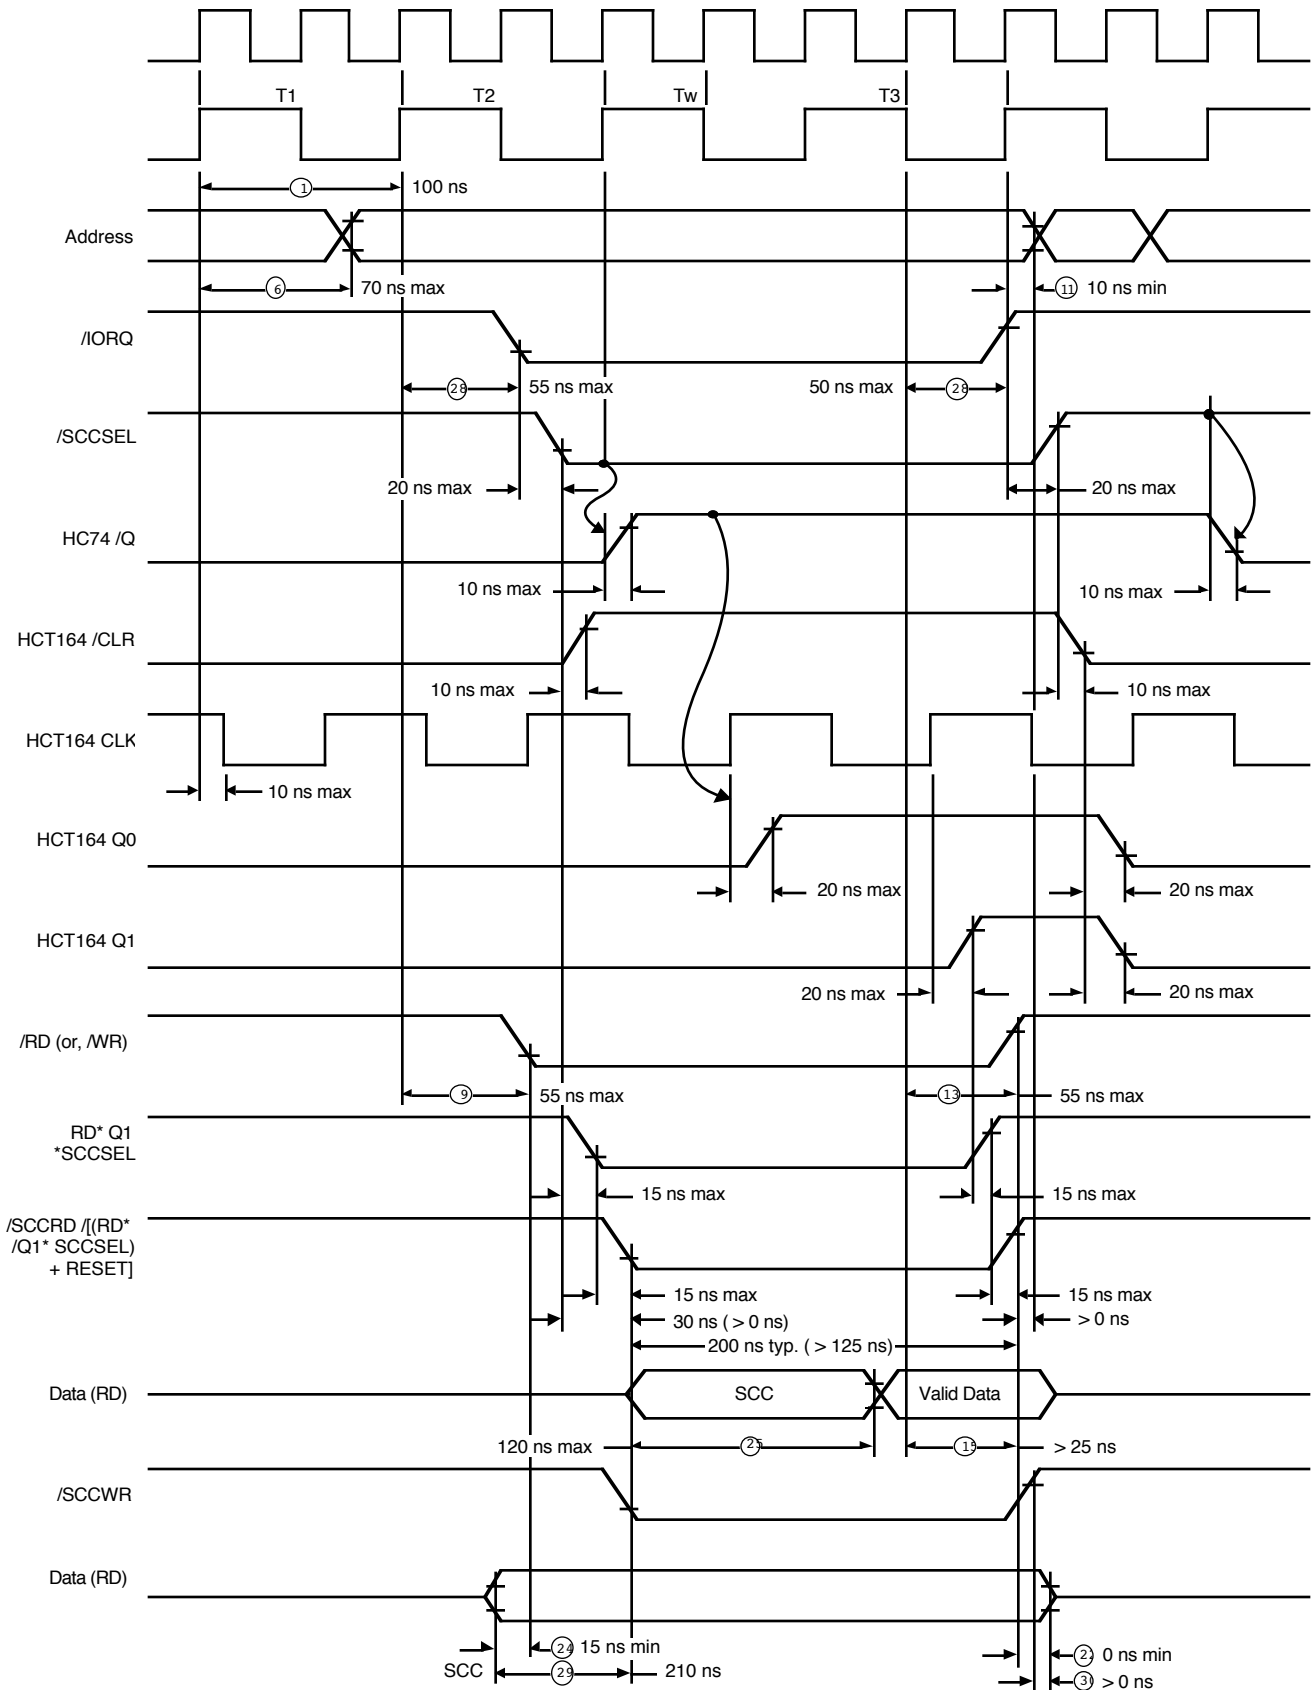 T1 T2 Tw T3
1 100 ns
Address
6 70 ns max 11 10 ns min
/IORQ
28 55 ns max 50 ns max 28
/SCCSEL
20 ns max 20 ns max
HC74 /Q
10 ns max 10 ns max
HCT164 /CLR
10 ns max 10 ns max
HCT164 CLK
10 ns max
HCT164 Q0
20 ns max 20 ns max
HCT164 Q1
20 ns max 20 ns max
/RD (or, /WR)
9 55 ns max 13 55 ns max
RD* Q1
*SCCSEL
15 ns max 15 ns max
/SCCRD /[(RD*
/Q1* SCCSEL)
+ RESET]
15 ns max 15 ns max
30 ns ( > 0 ns) > 0 ns
200 ns typ. ( > 125 ns)
Data (RD) SCC Valid Data
120 ns max 25 15 > 25 ns
/SCCWR
Data (RD)
24 15 ns min 0 ns min
SCC 29 210 ns > 0 ns